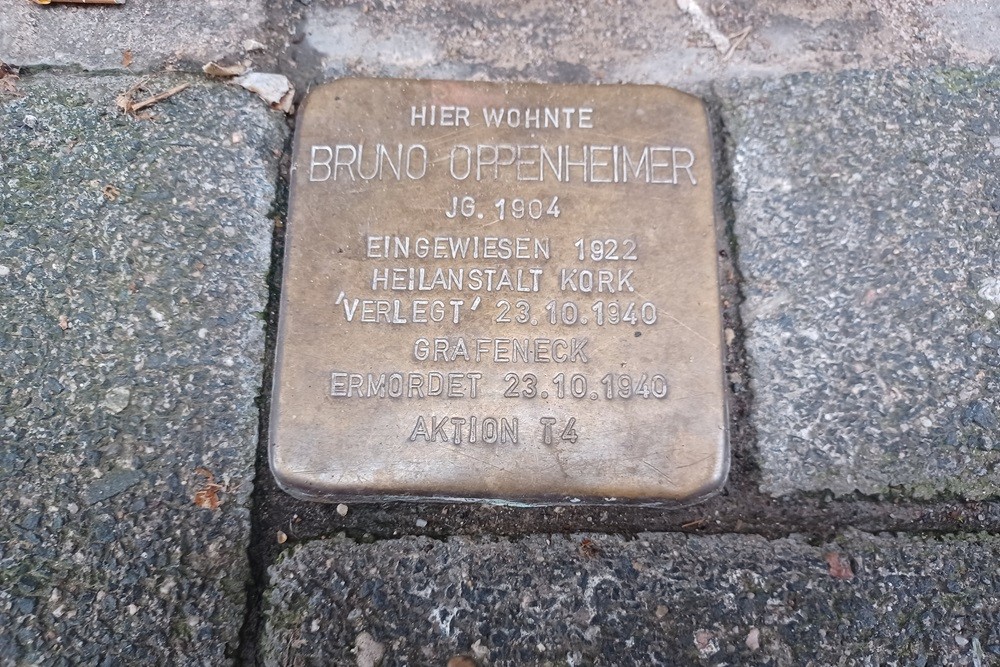 HIER WOHNTE
BRUNO OPPENHEIMER
JG. 1904
EINGEWIESEN 1922
HEILANSTALT KORK
'VERLEGT' 23.10.1940
GRAFENECK
ERMORDET 23.10.1940
AKTION T4